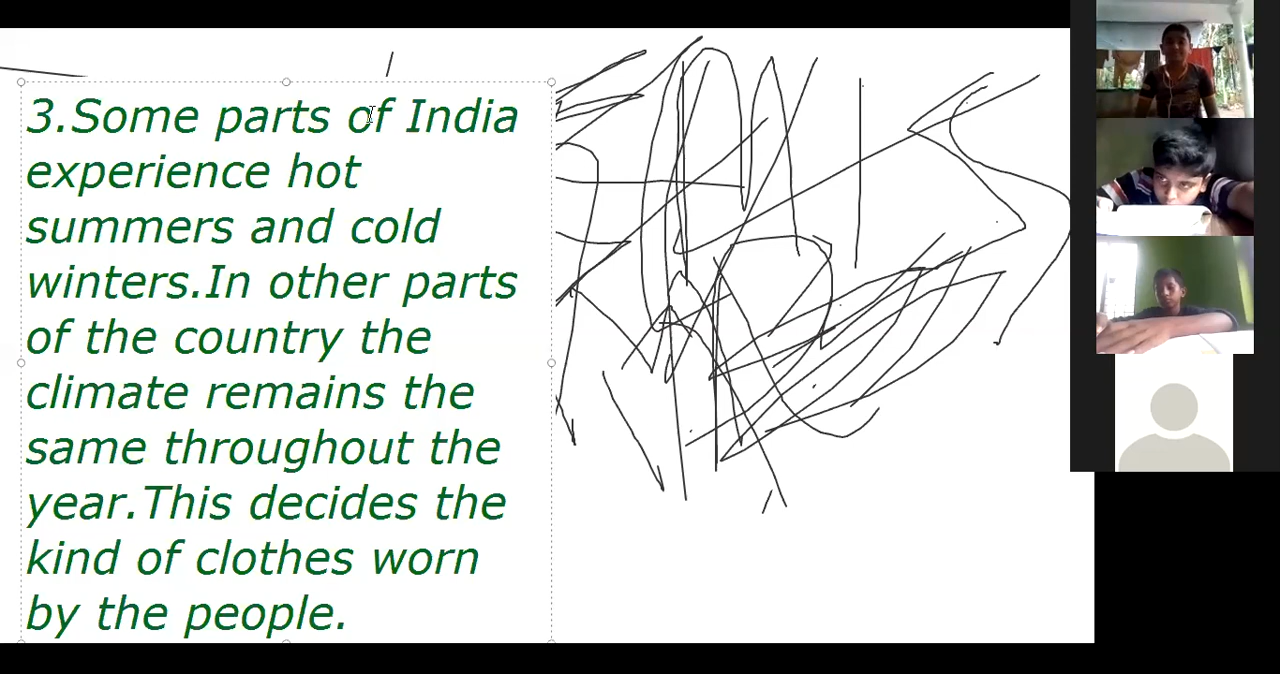 3.Some parts of India
experience hot
summers and cold
winters.In other parts
of the country the
climate remains the
same throughout the
year.This decides the
kind of clothes worn
by the people.